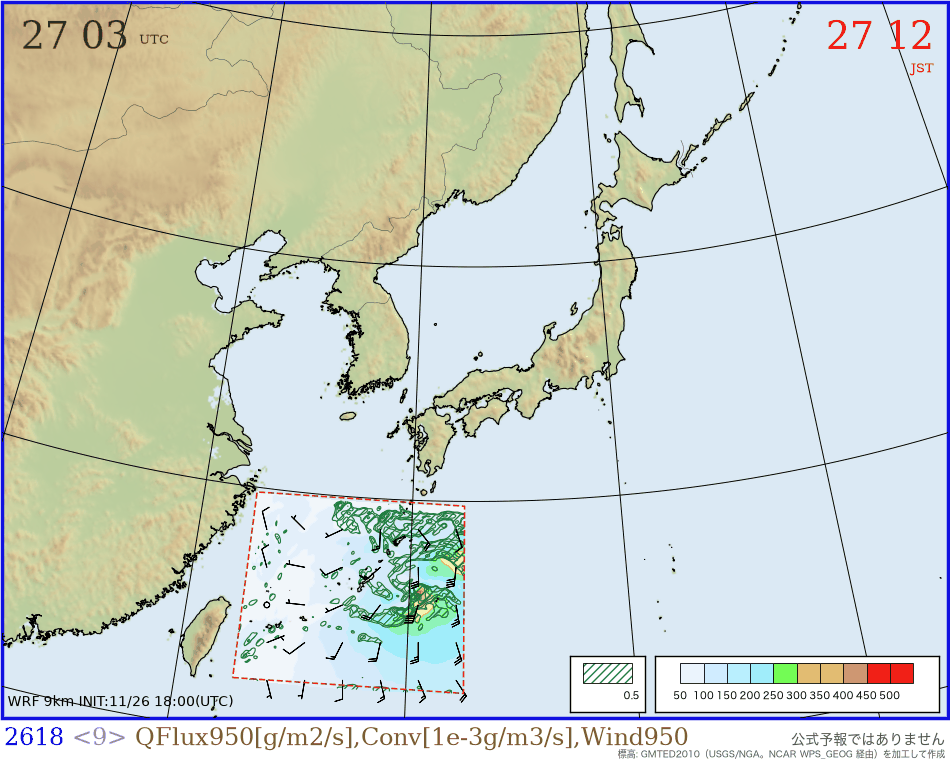 27 03 UTC
27 12
JST
0.5
50 100 150 200 250 300 350 400 450 500
WRF 9km INIT:11/26 18:00(UTC)
2618 <9> QFlux950[g/m2/s],Conv[1e-3g/m3/s],Wind950
公式予報ではありません
標高: GMTED2010（USGS/NGA。NCAR WPS_GEOG 経由）を加工して作成